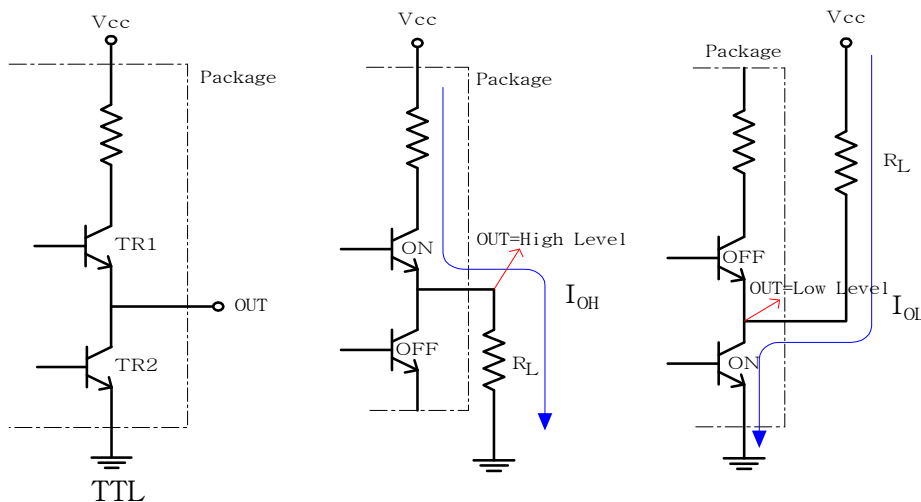 Vcc
Package
TR1
OUT
TR2
TTL
Vcc
Package
ON
OUT=High Level
IOH
OFF
RL
Vcc
Package
RL
OFF
OUT=Low Level
IOL
ON